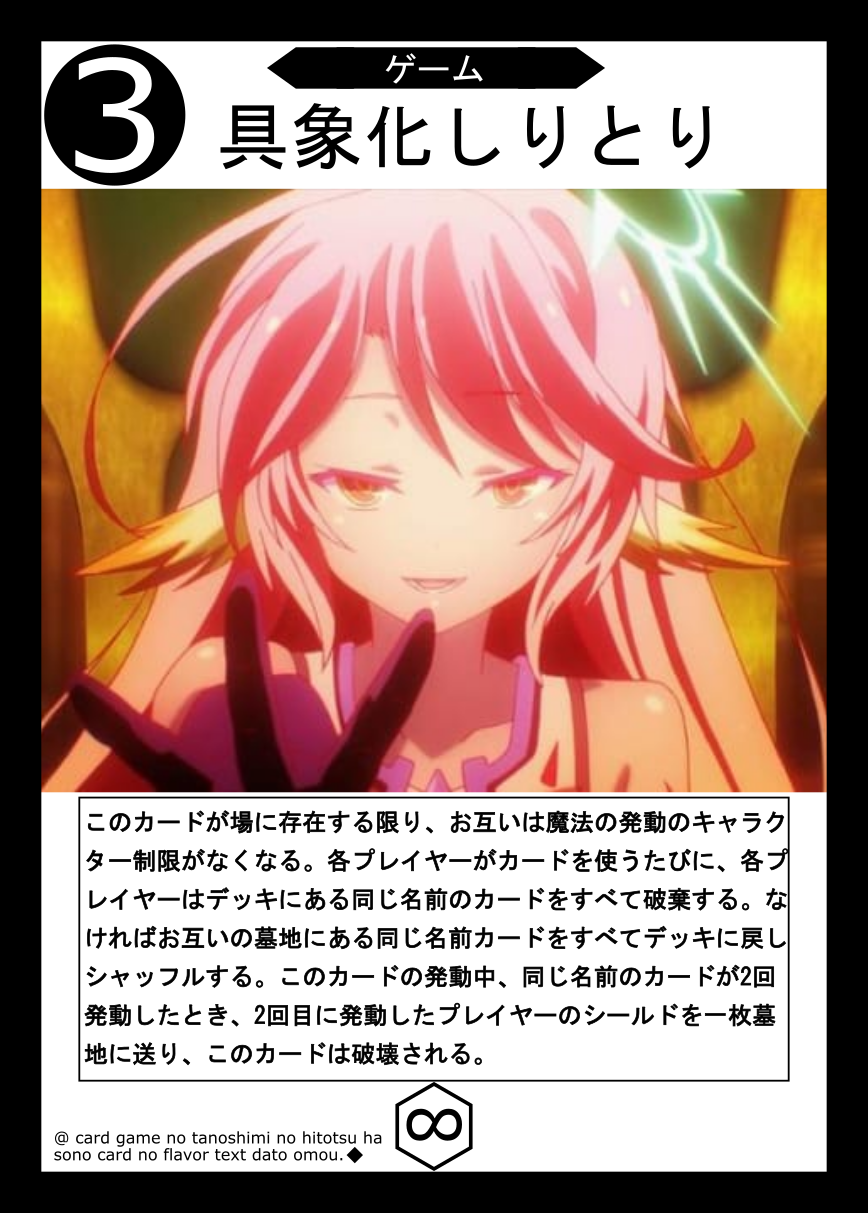 3
ゲーム
具象化しりとり
このカードが場に存在する限り、お互いは魔法の発動のキャラク
ター制限がなくなる。各プレイヤーがカードを使うたびに、各プ
レイヤーはデッキにある同じ名前のカードをすべて破棄する。な
ければお互いの墓地にある同じ名前カードをすべてデッキに戻し
シャッフルする。このカードの発動中、同じ名前のカードが2回
発動したとき、2回目に発動したプレイヤーのシールドを一枚墓
地に送り、このカードは破壊される。
∞
@ card game no tanoshimi no hitotsu ha
sono card no flavor text dato omou.◆